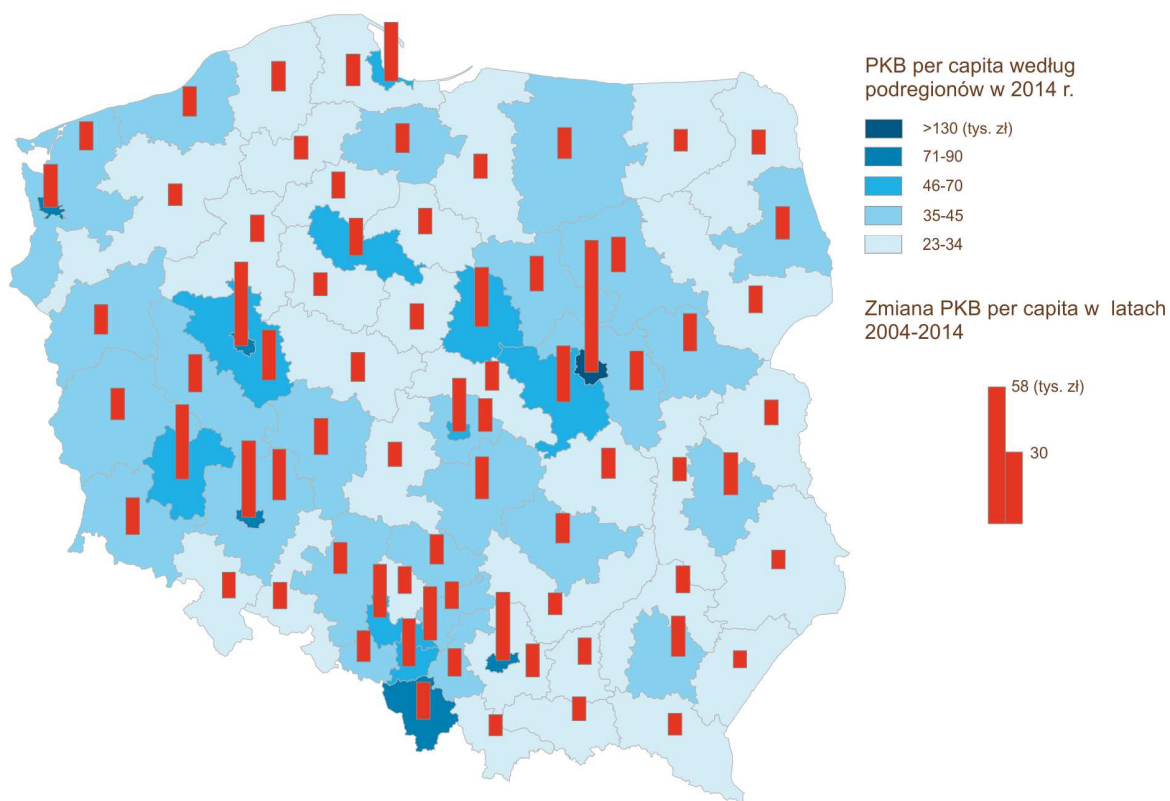 PKB per capita według
podregionów w 2014 r.
>130 (tys. zł)
71-90
46-70
35-45
23-34
Zmiana PKB per capita w latach
2004-2014
58 (tys. zł)
30